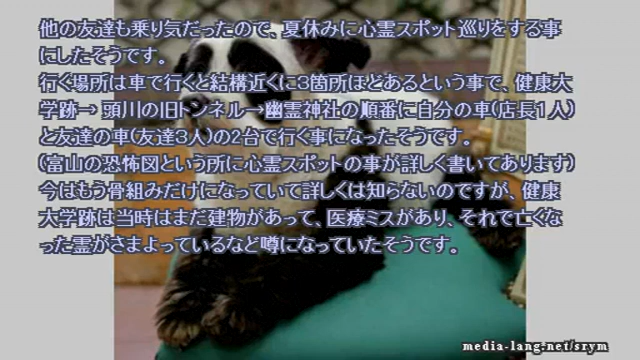 他の友達も乗り気だったので、夏休みに心霊スポット巡りをする事
にしたそうです。
行く場所は車で行くと結構近くに３箇所ほどあるという事で、健康大
学跡→ 頭川の旧トンネル→幽霊神社の順番に自分の車(店長１人)
と友達の車(友達３人)の２台で行く事になったそうです。
(富山の恐怖図という所に心霊スポットの事が詳しく書いてあります)
今はもう骨組みだけになっていて詳しくは知らないのですが、健康
大学跡は当時はまだ建物があって、医療ミスがあり、それで亡くな
った霊がさまよっているなど噂になっていたそうです。
media-lang.net/srym